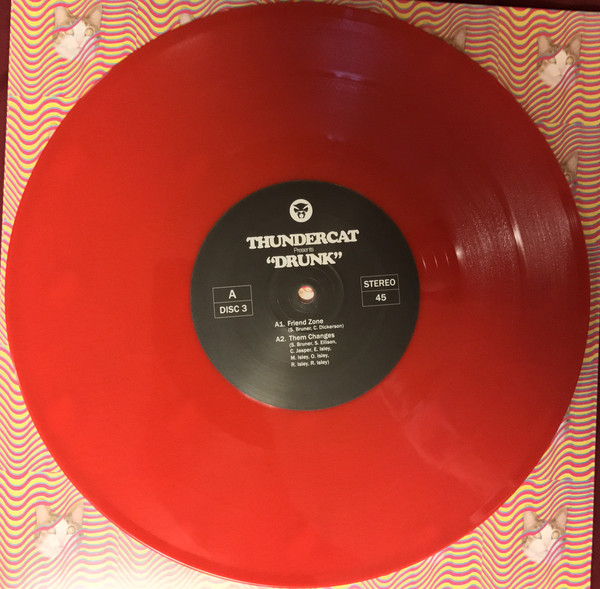 THUNDERCAT
Presents
“DRUNK”
A
DISC 3
STEREO
45
A1. Friend Zone
(S. Bruner, C. Dickerson)
A2. Them Changes
(S. Bruner, S. Ellison,
C. Jasper, E. Isley,
M. Isley, O. Isley,
R. Isley, R. Isley)